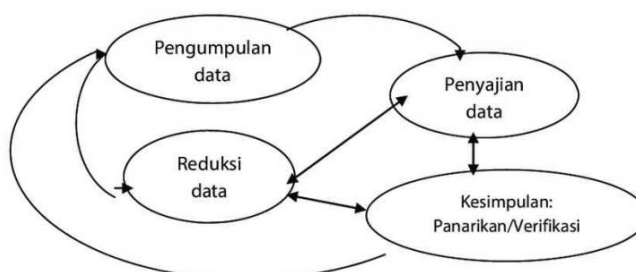 Pengumpulan
data
Penyajian
data
Reduksi
data
Kesimpulan:
Panarikan/Verifikasi